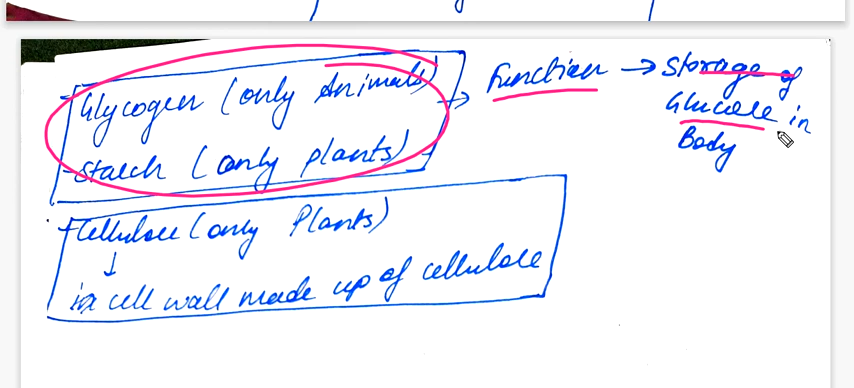 Glycogen (only Animals) → Function → Storage of
Glucose in
Body
Starch (only plants)
Cellulose (only Plants)
↓
in cell wall made up of cellulose